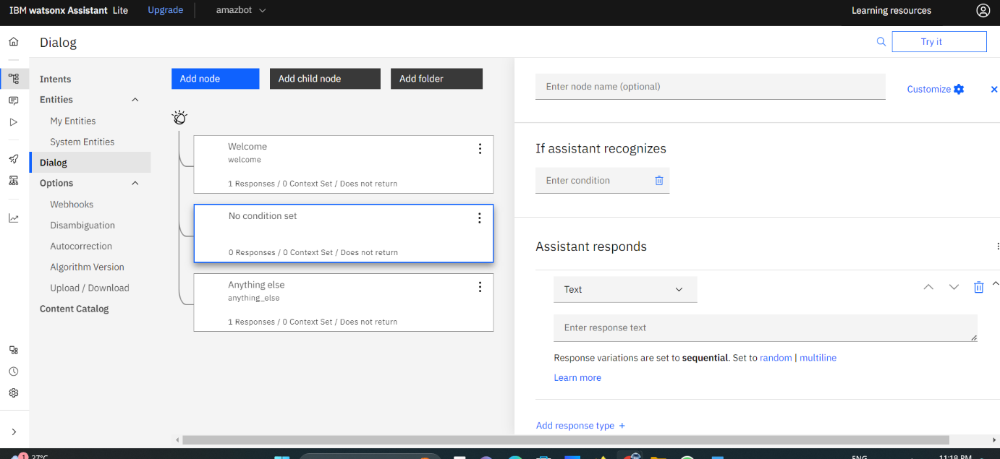 IBM watsonx Assistant Lite Upgrade amazbot Learning resources
Dialog Try it
Intents
Entities
My Entities
System Entities
Dialog
Options
Webhooks
Disambiguation
Autocorrection
Algorithm Version
Upload / Download
Content Catalog
Add node Add child node Add folder
Welcome
welcome
1 Responses / 0 Context Set / Does not return
No condition set
0 Responses / 0 Context Set / Does not return
Anything else
anything_else
1 Responses / 0 Context Set / Does not return
Enter node name (optional) Customize
If assistant recognizes
Enter condition
Assistant responds
Text
Enter response text
Response variations are set to sequential. Set to random | multiline
Learn more
Add response type +
1 27°C ENG 11:18 PM